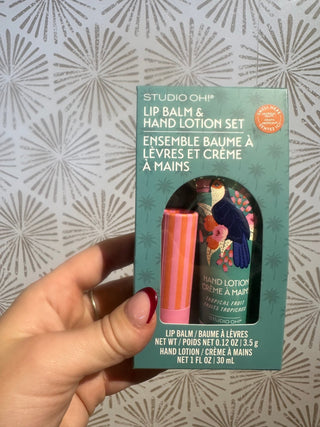 STUDIO OH!®
LIP BALM &
HAND LOTION SET
ENSEMBLE BAUME À
LÈVRES ET CRÈME
À MAINS
HAND LOTION
CRÈME À MAINS
TROPICAL FRUIT
FRUITS TROPICAUX
LIP BALM / BAUME À LÈVRES
NET WT / POIDS NET 0.12 OZ | 3.5 g
HAND LOTION / CRÈME À MAINS
NET 1 FL OZ | 30 mL